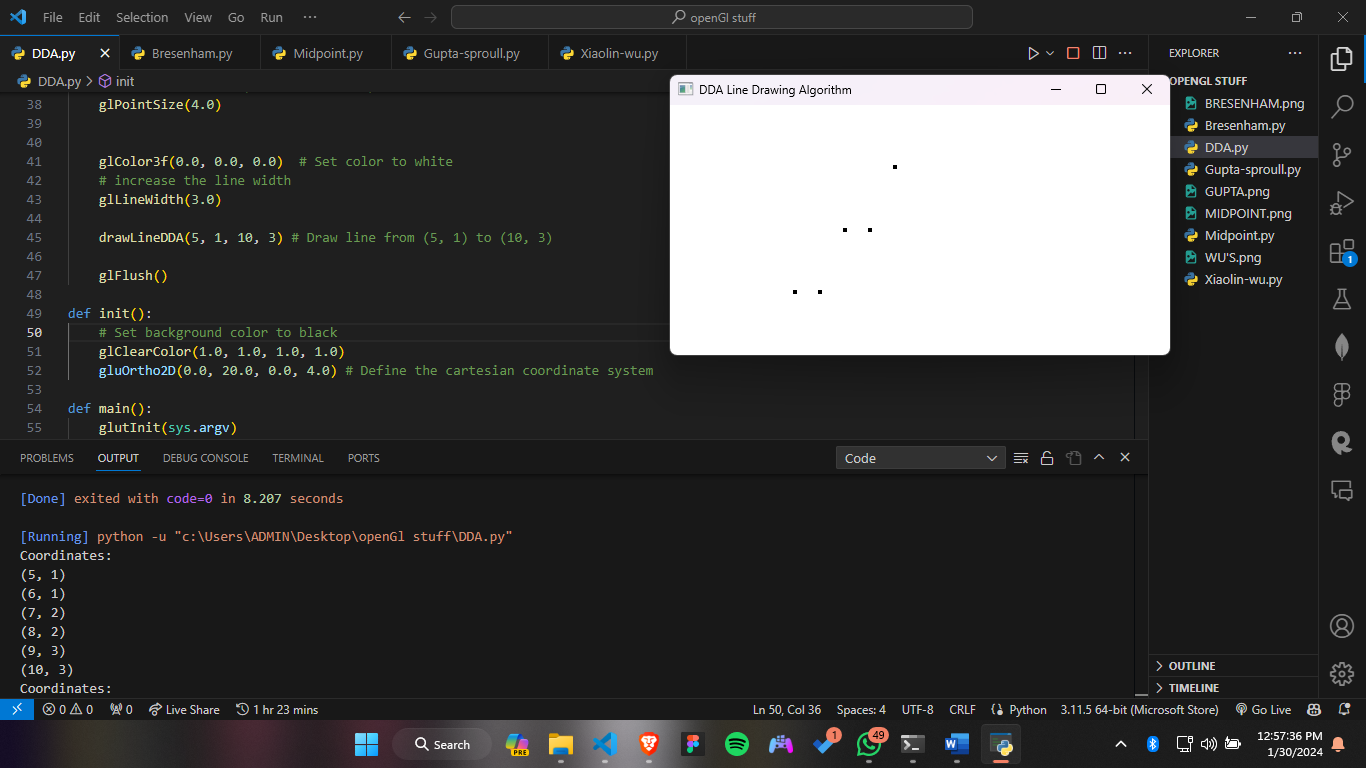 File Edit Selection View Go Run ··· openGl stuff
DDA.py Bresenham.py Midpoint.py Gupta-sproull.py Xiaolin-wu.py
DDA.py > init
38 glPointSize(4.0)
39
40
41 glColor3f(0.0, 0.0, 0.0) # Set color to white
42 # increase the line width
43 glLineWidth(3.0)
44
45 drawLineDDA(5, 1, 10, 3) # Draw line from (5, 1) to (10, 3)
46
47 glFlush()
48
49 def init():
50 # Set background color to black
51 glClearColor(1.0, 1.0, 1.0, 1.0)
52 gluOrtho2D(0.0, 20.0, 0.0, 4.0) # Define the cartesian coordinate system
53
54 def main():
55 glutInit(sys.argv)
DDA Line Drawing Algorithm
EXPLORER ···
OPENGL STUFF
BRESENHAM.png
Bresenham.py
DDA.py
Gupta-sproull.py
GUPTA.png
MIDPOINT.png
Midpoint.py
WU'S.png
Xiaolin-wu.py
OUTLINE
TIMELINE
1
PROBLEMS OUTPUT DEBUG CONSOLE TERMINAL PORTS Code
[Done] exited with code=0 in 8.207 seconds
[Running] python -u "c:\Users\ADMIN\Desktop\openGl stuff\DDA.py"
Coordinates:
(5, 1)
(6, 1)
(7, 2)
(8, 2)
(9, 3)
(10, 3)
Coordinates:
0 0 0 Live Share 1 hr 23 mins Ln 50, Col 36 Spaces: 4 UTF-8 CRLF Python 3.11.5 64-bit (Microsoft Store) Go Live
Search PRE 1 49 12:57:36 PM
1/30/2024